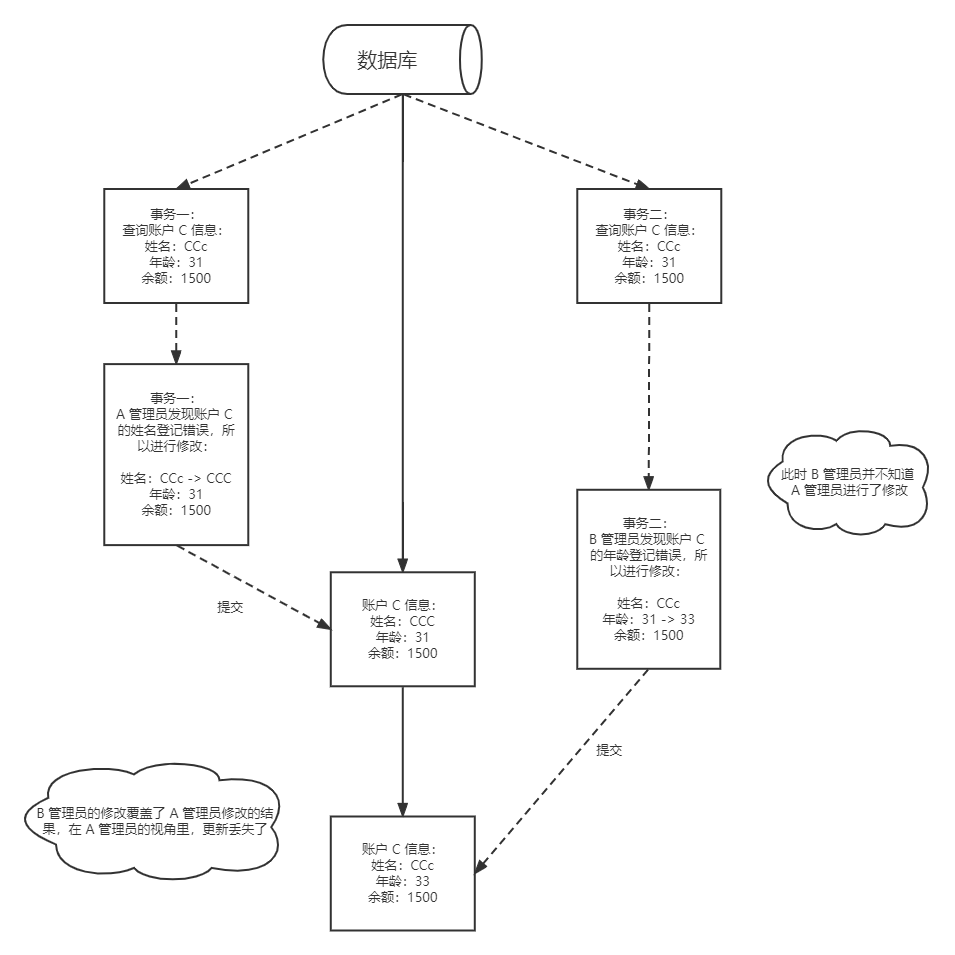 数据库
事务一：
查询账户 C 信息：
姓名：CCc
年龄：31
余额：1500
事务二：
查询账户 C 信息：
姓名：CCc
年龄：31
余额：1500
事务一：
A 管理员发现账户 C
的姓名登记错误，所
以进行修改：
姓名：CCc -> CCC
年龄：31
余额：1500
此时 B 管理员并不知道
A 管理员进行了修改
事务二：
B 管理员发现账户 C
的年龄登记错误，所
以进行修改：
姓名：CCc
年龄：31 -> 33
余额：1500
提交
账户 C 信息：
姓名：CCC
年龄：31
余额：1500
提交
B 管理员的修改覆盖了 A 管理员修改的结
果，在 A 管理员的视角里，更新丢失了
账户 C 信息：
姓名：CCc
年龄：33
余额：1500